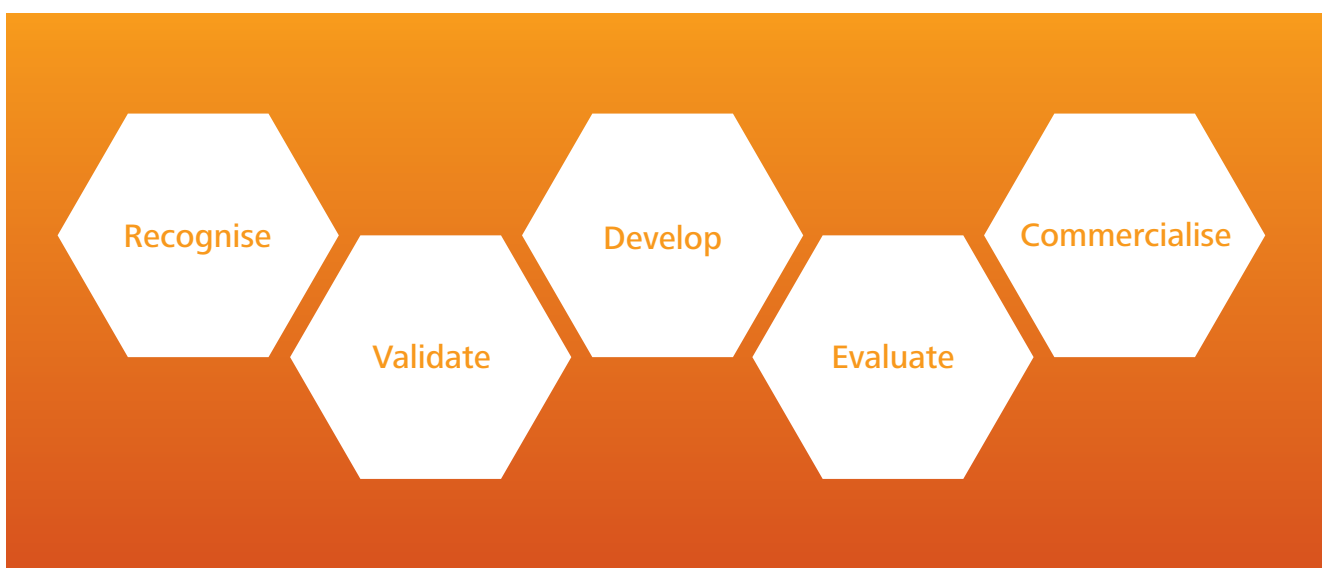 Recognise
Validate
Develop
Evaluate
Commercialise